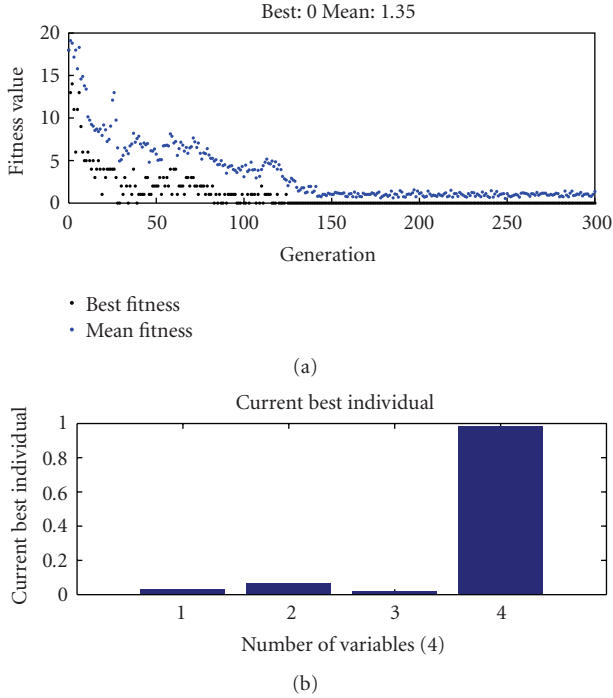 Best: 0 Mean: 1.35
Fitness value
20
15
10
5
0
0 50 100 150 200 250 300
Generation
Best fitness
Mean fitness
(a)
Current best individual
Current best individual
1
0.8
0.6
0.4
0.2
0
1 2 3 4
Number of variables (4)
(b)